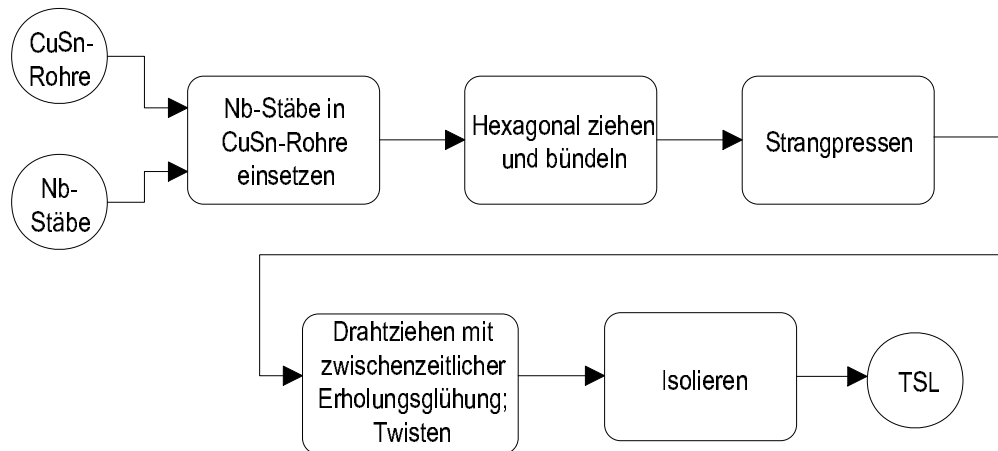 CuSn-
Rohre
Nb-
Stäbe
Nb-Stäbe in
CuSn-Rohre
einsetzen
Hexagonal ziehen
und bündeln
Strangpressen
Drahtziehen mit
zwischenzeitlicher
Erholungsglühung;
Twisten
Isolieren
TSL